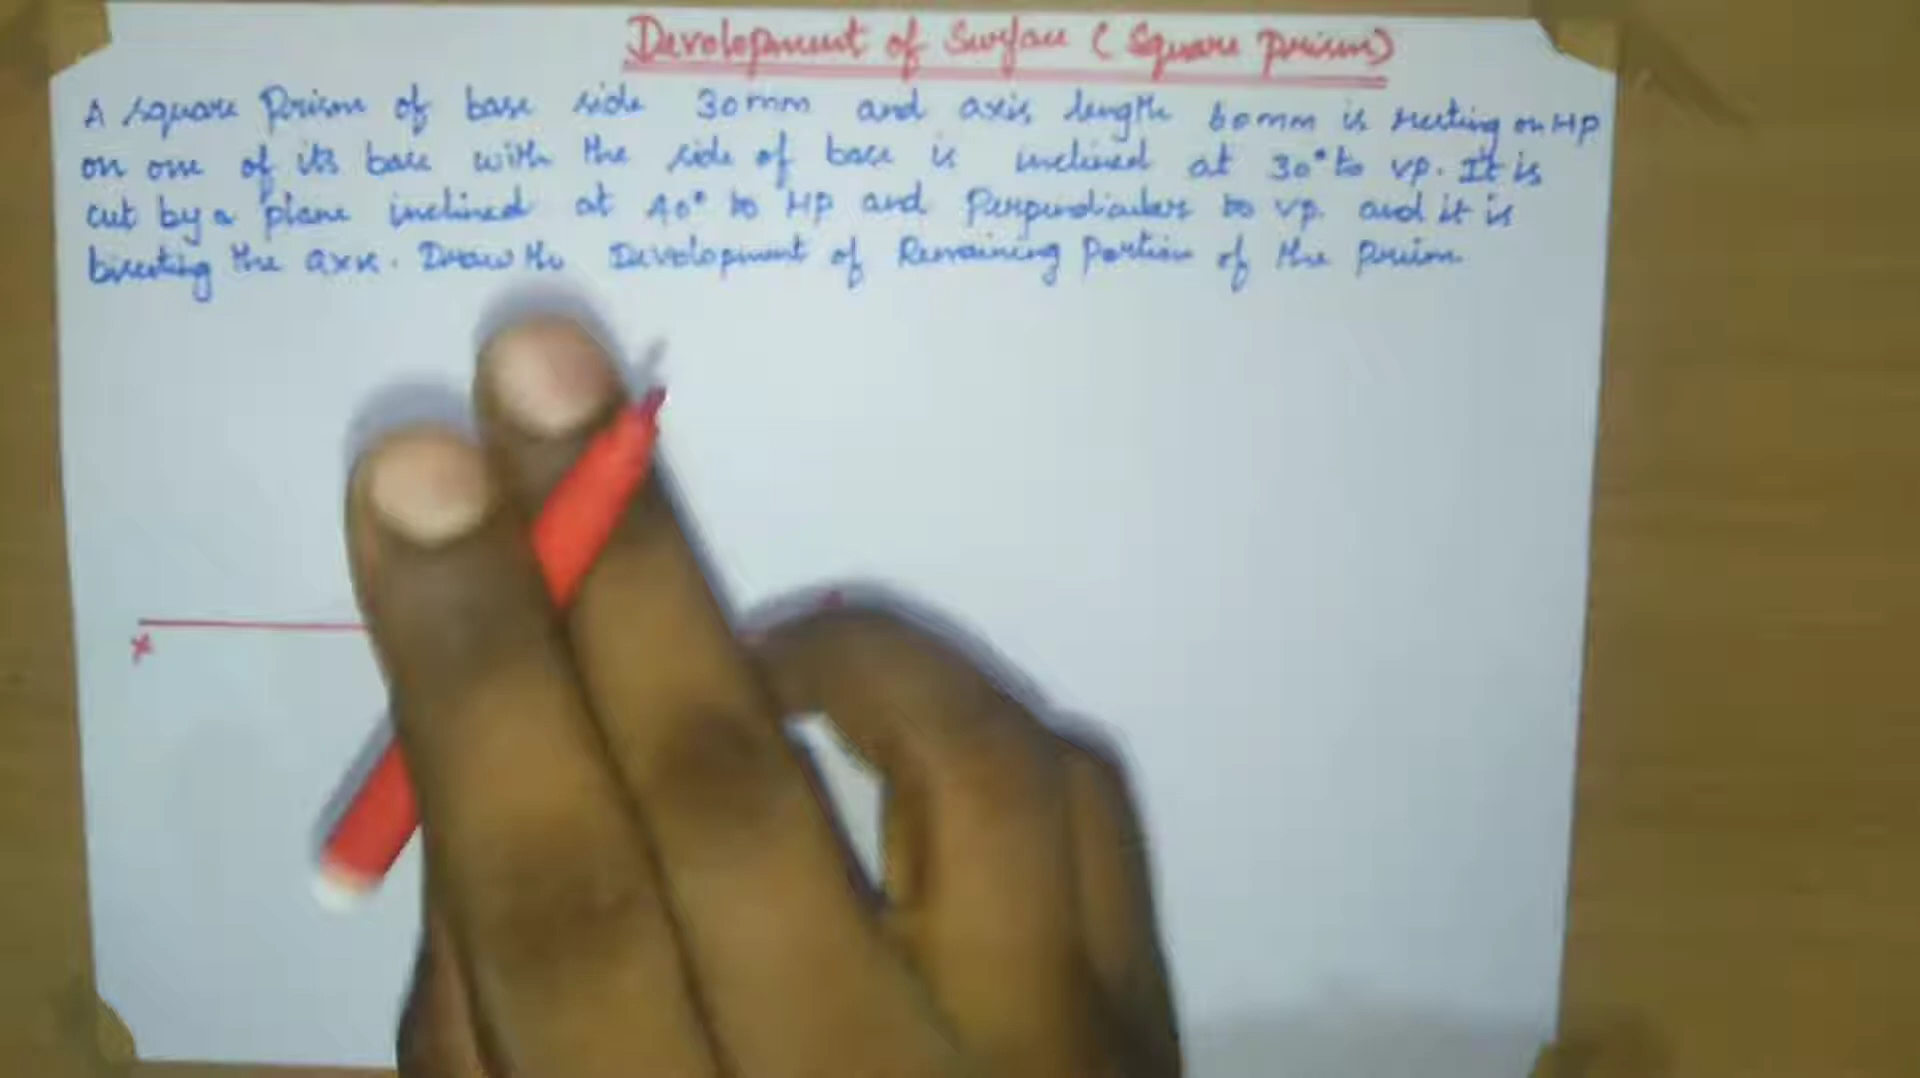 Development of Surface (Square prism)
A square Prism of base side 30mm and axis length 60mm is resting on HP
on one of its base with the side of base is inclined at 30° to VP. It is
cut by a plane inclined at 40° to HP and Perpendicular to VP. and it is
bisecting the axis. Draw the Development of Remaining Portion of the Prism.
X